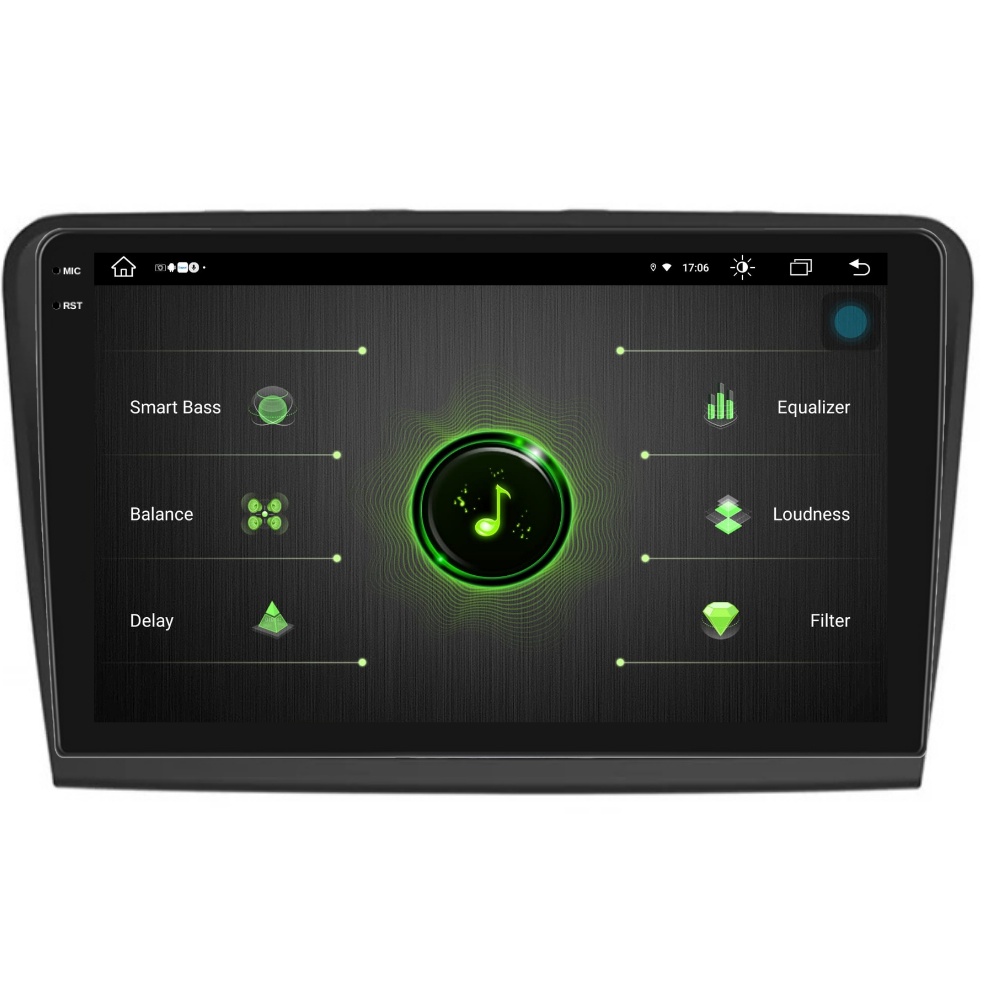 MIC
17:06
RST
Smart Bass
Equalizer
Balance
Loudness
Delay
Filter